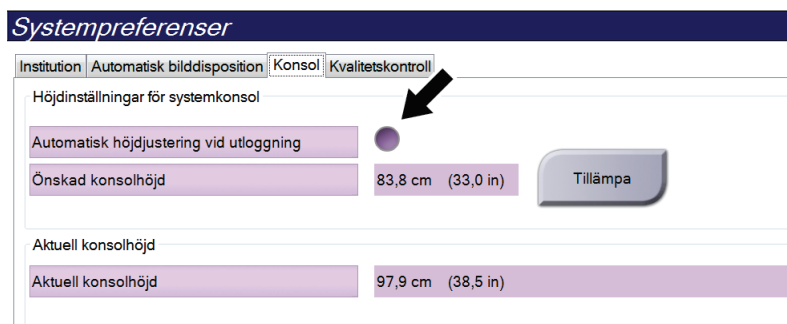 Systempreferenser
Institution Automatisk bilddisposition Konsol Kvalitetskontroll
Höjdinställningar för systemkonsol
Automatisk höjdjustering vid utloggning
Önskad konsolhöjd 83,8 cm (33,0 in) Tillämpa
Aktuell konsolhöjd
Aktuell konsolhöjd 97,9 cm (38,5 in)